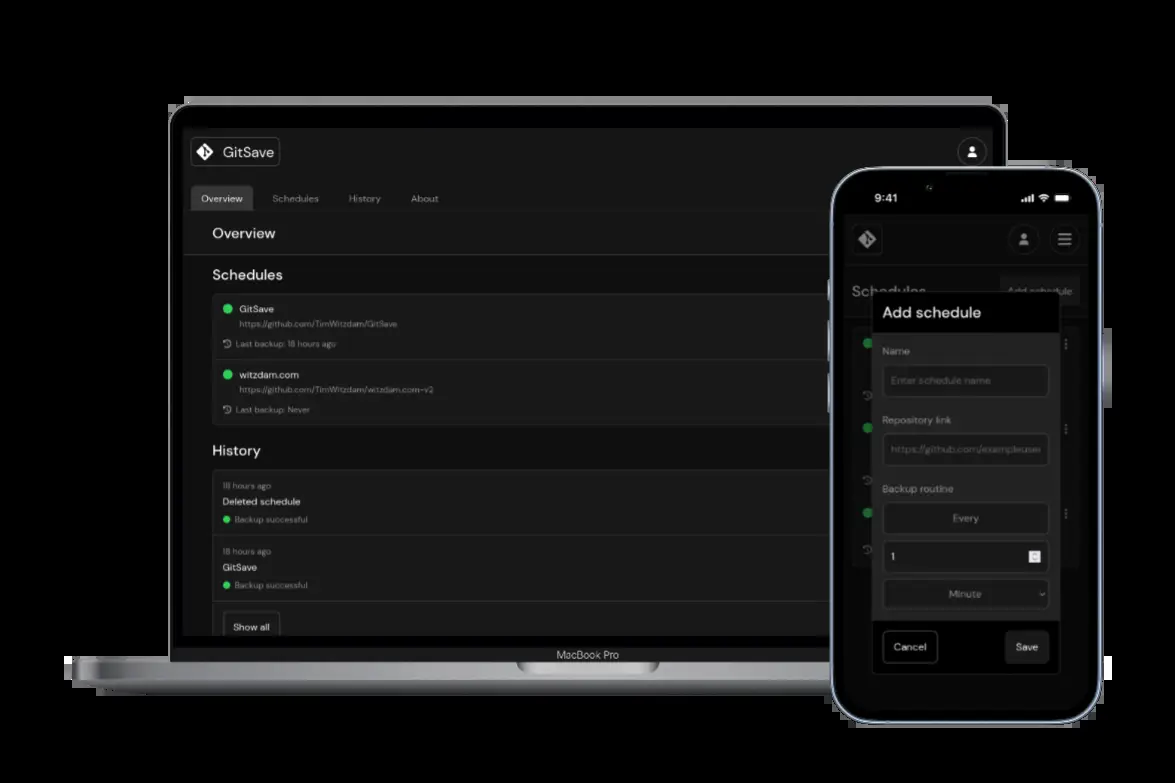 GitSave
Overview
Schedules
History
About
Overview
Schedules
GitSave
https://github.com/TimWitzdam/GitSave
Last backup: 18 hours ago
witzdam.com
https://github.com/TimWitzdam/witzdam.com-v2
Last backup: Never
History
18 hours ago
Deleted schedule
Backup successful
18 hours ago
GitSave
Backup successful
Show all
MacBook Pro
9:41
Schedules
Add schedule
Add schedule
Name
Enter schedule name
Repository link
https://github.com/exampleuser
Backup routine
Every
1
Minute
Cancel
Save